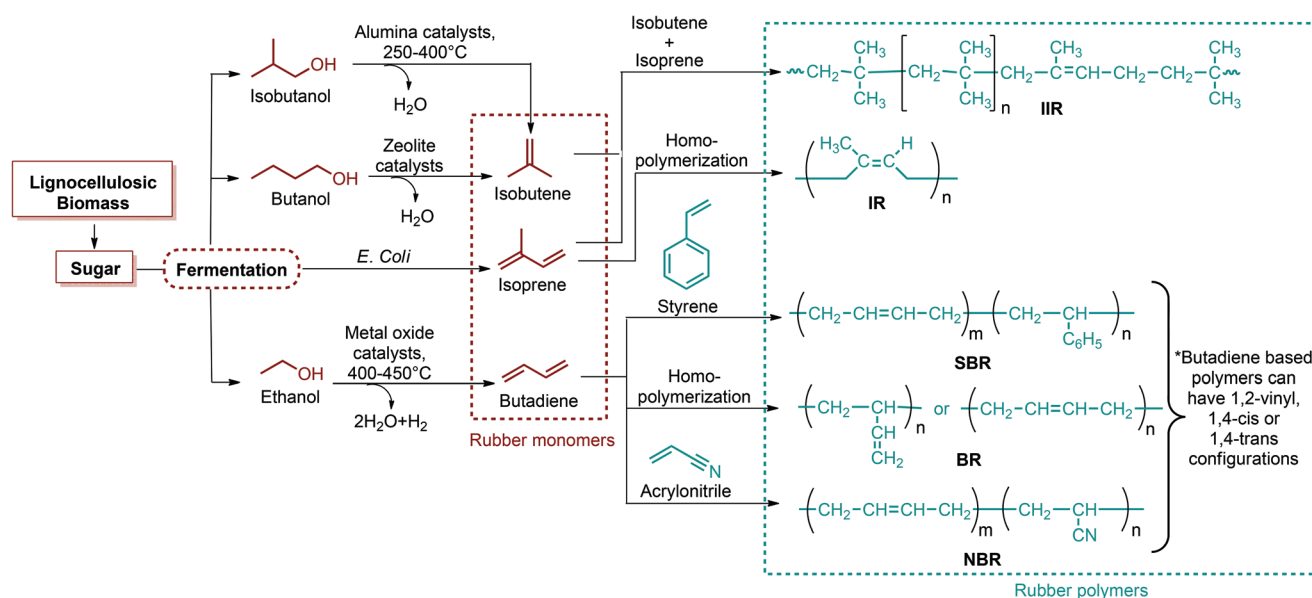 Lignocellulosic
Biomass
Sugar
Fermentation
OH
Isobutanol
Alumina catalysts,
250-400°C
H₂O
OH
Butanol
Zeolite
catalysts
H₂O
E. Coli
OH
Ethanol
Metal oxide
catalysts,
400-450°C
2H₂O+H₂
Isobutene
Isoprene
Butadiene
Rubber monomers
Isobutene
+
Isoprene
Homo-
polymerization
Styrene
Homo-
polymerization
N
Acrylonitrile
CH₃ CH₃ CH₃ CH₃
CH₂-C CH₂-C CH₂-C=CH-CH₂-CH₂-C
CH₃ CH₃ n CH₃
IIR
H₃C H
C=C
n
IR
(CH₂-CH=CH-CH₂)m(CH₂-CH)n
C₆H₅
SBR
(CH₂-CH)n or (CH₂-CH=CH-CH₂)n
CH
CH₂
BR
(CH₂-CH=CH-CH₂)m(CH₂-CH)n
CN
NBR
*Butadiene based
polymers can
have 1,2-vinyl,
1,4-cis or
1,4-trans
configurations
Rubber polymers